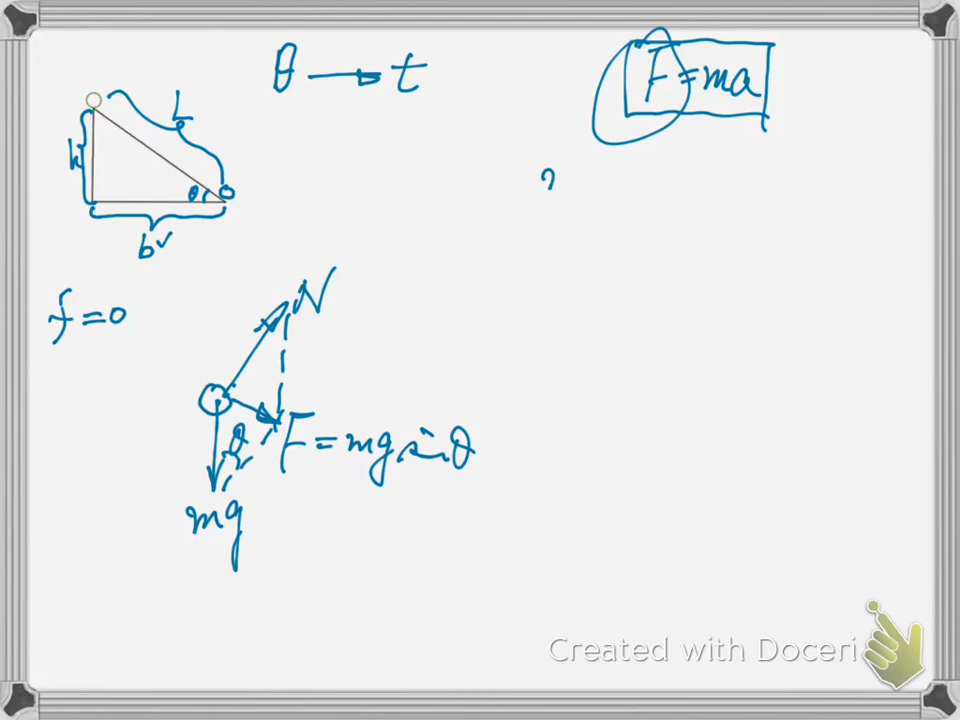 θ → t
F = ma
L
h
θ
b✓
f = 0
N
θ
F = mg sin θ
mg
Created with Doceri